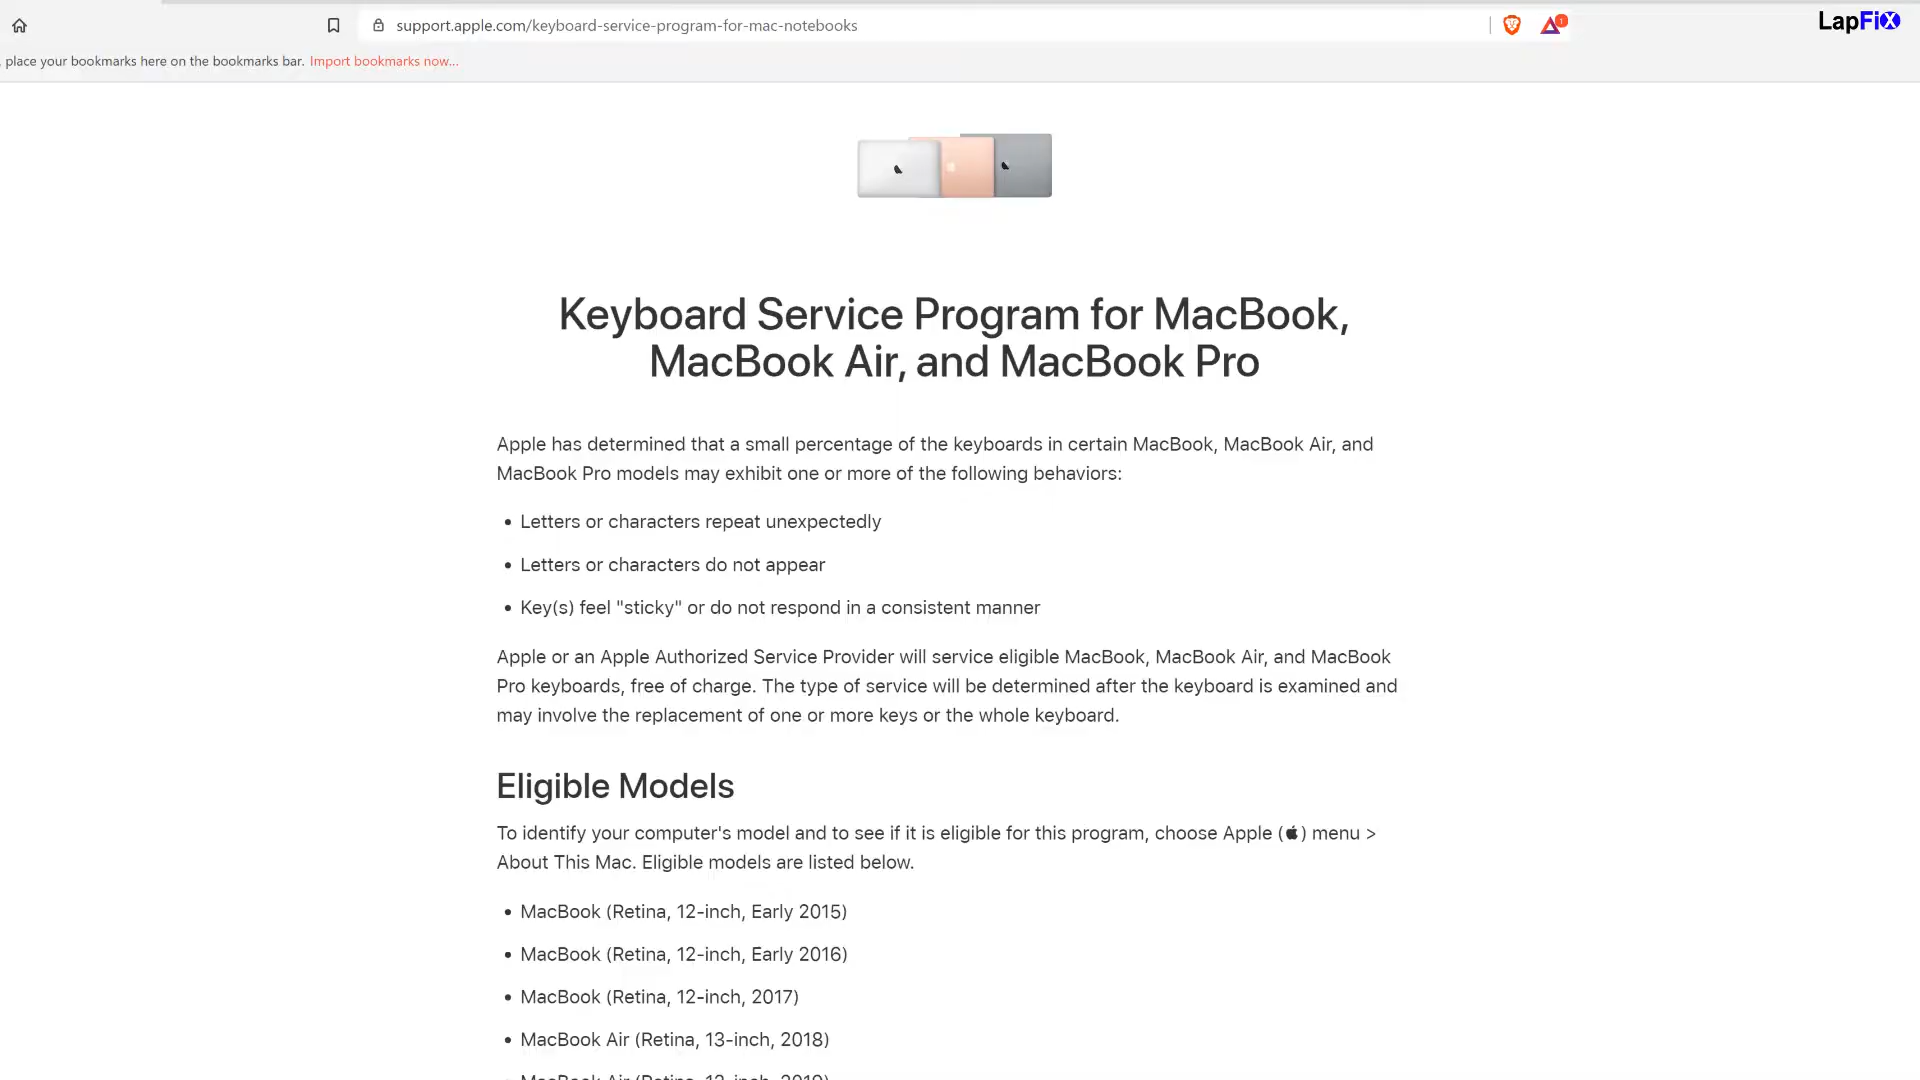 support.apple.com/keyboard-service-program-for-mac-notebooks
1
LapFiX
place your bookmarks here on the bookmarks bar. Import bookmarks now...
Keyboard Service Program for MacBook,
MacBook Air, and MacBook Pro
Apple has determined that a small percentage of the keyboards in certain MacBook, MacBook Air, and
MacBook Pro models may exhibit one or more of the following behaviors:
• Letters or characters repeat unexpectedly
• Letters or characters do not appear
• Key(s) feel "sticky" or do not respond in a consistent manner
Apple or an Apple Authorized Service Provider will service eligible MacBook, MacBook Air, and MacBook
Pro keyboards, free of charge. The type of service will be determined after the keyboard is examined and
may involve the replacement of one or more keys or the whole keyboard.
Eligible Models
To identify your computer's model and to see if it is eligible for this program, choose Apple () menu >
About This Mac. Eligible models are listed below.
• MacBook (Retina, 12-inch, Early 2015)
• MacBook (Retina, 12-inch, Early 2016)
• MacBook (Retina, 12-inch, 2017)
• MacBook Air (Retina, 13-inch, 2018)
• MacBook Air (Retina, 13-inch, 2019)